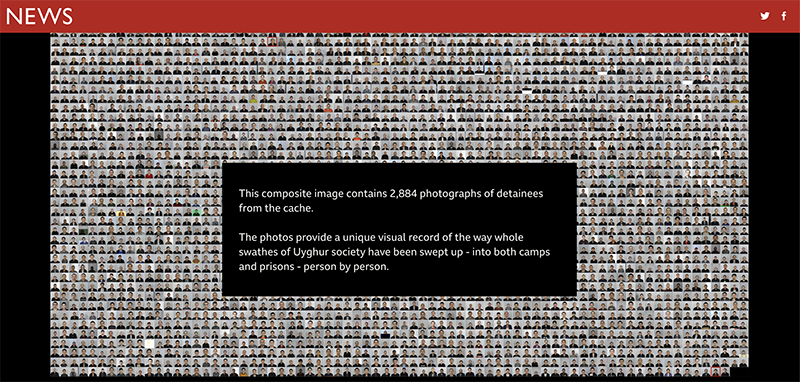 NEWS
This composite image contains 2,884 photographs of detainees
from the cache.
The photos provide a unique visual record of the way whole
swathes of Uyghur society have been swept up - into both camps
and prisons - person by person.